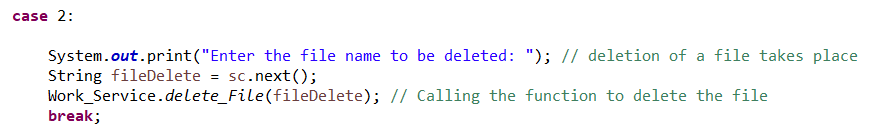 case 2:
System.out.print("Enter the file name to be deleted: "); // deletion of a file takes place
String fileDelete = sc.next();
Work_Service.delete_File(fileDelete); // Calling the function to delete the file
break;